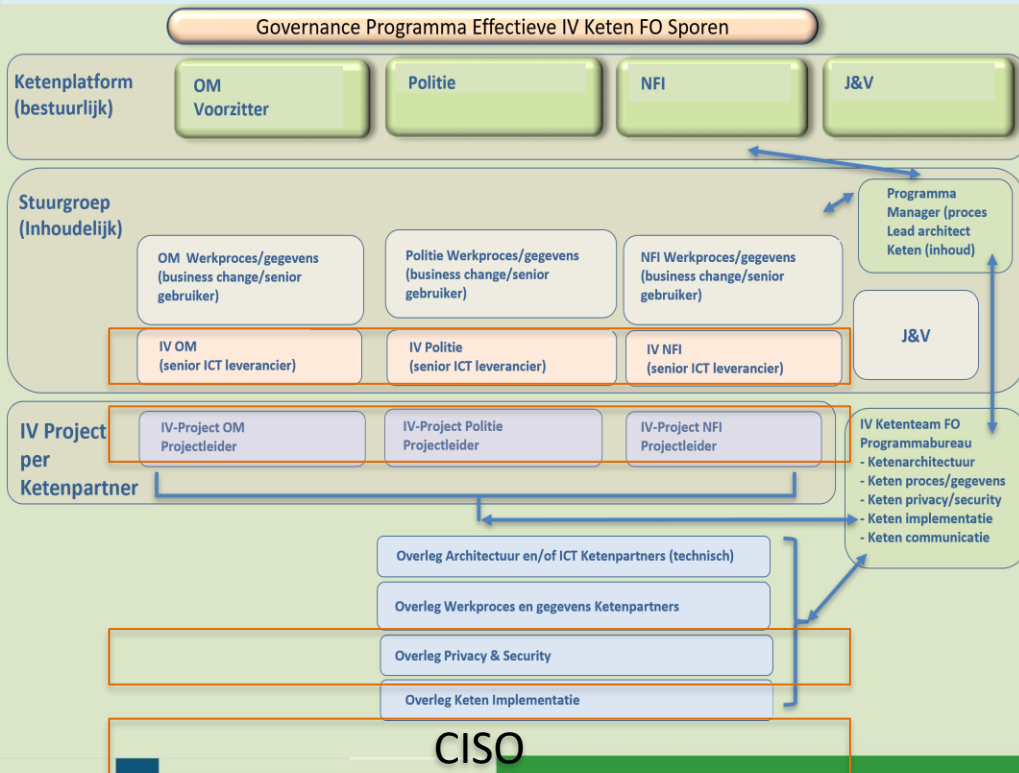 Governance Programma Effectieve IV Keten FO Sporen
Ketenplatform
(bestuurlijk)
OM
Voorzitter
Politie
NFI
J&V
Stuurgroep
(Inhoudelijk)
Programma
Manager (proces
Lead architect
Keten (inhoud)
OM Werkproces/gegevens
(business change/senior
gebruiker)
Politie Werkproces/gegevens
(business change/senior
gebruiker)
NFI Werkproces/gegevens
(business change/senior
gebruiker)
IV OM
(senior ICT leverancier)
IV Politie
(senior ICT leverancier)
IV NFI
(senior ICT leverancier)
J&V
IV Project
per
Ketenpartner
IV-Project OM
Projectleider
IV-Project Politie
Projectleider
IV-Project NFI
Projectleider
IV Ketenteam FO
Programmabureau
- Ketenarchitectuur
- Keten proces/gegevens
- Keten privacy/security
- Keten implementatie
- Keten communicatie
Overleg Architectuur en/of ICT Ketenpartners (technisch)
Overleg Werkproces en gegevens Ketenpartners
Overleg Privacy & Security
Overleg Keten Implementatie
CISO